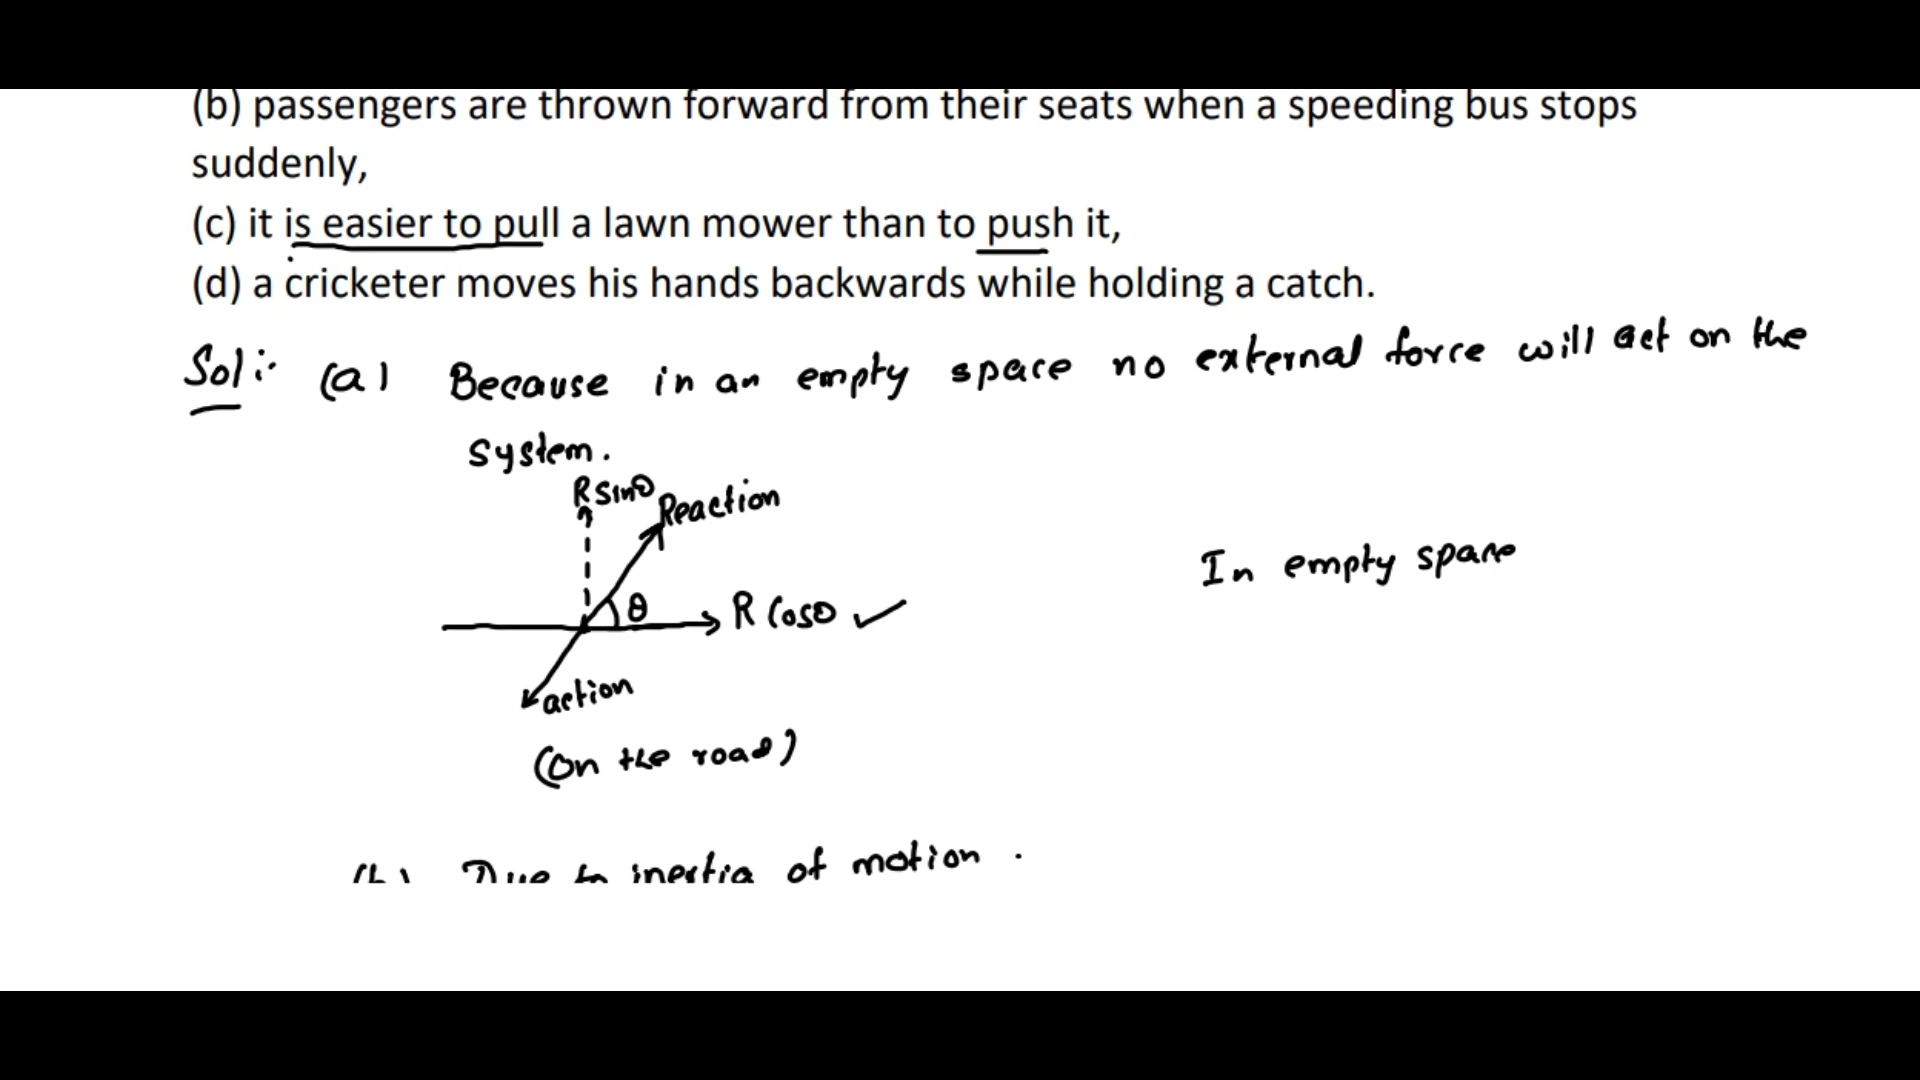 (b) passengers are thrown forward from their seats when a speeding bus stops
suddenly,
(c) it is easier to pull a lawn mower than to push it,
(d) a cricketer moves his hands backwards while holding a catch.
Sol:- (a) Because in an empty space no external force will act on the
system.
R sinθ
Reaction
θ
R Cosθ
In empty space
action
(On the road)
(b) Due to inertia of motion.